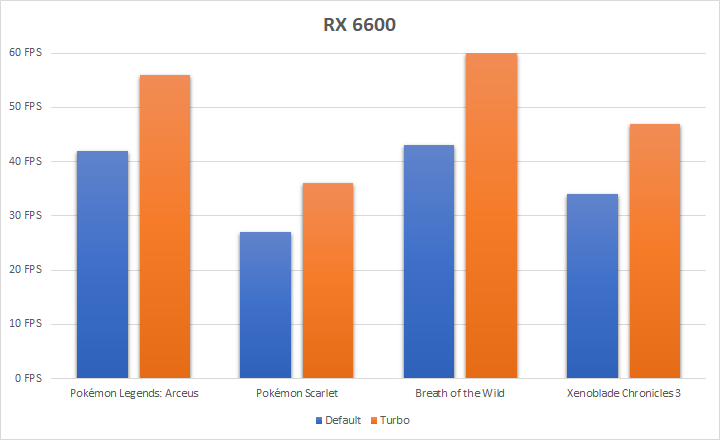 RX 6600
60 FPS
50 FPS
40 FPS
30 FPS
20 FPS
10 FPS
0 FPS
Pokémon Legends: Arceus Pokémon Scarlet Breath of the Wild Xenoblade Chronicles 3
Default Turbo